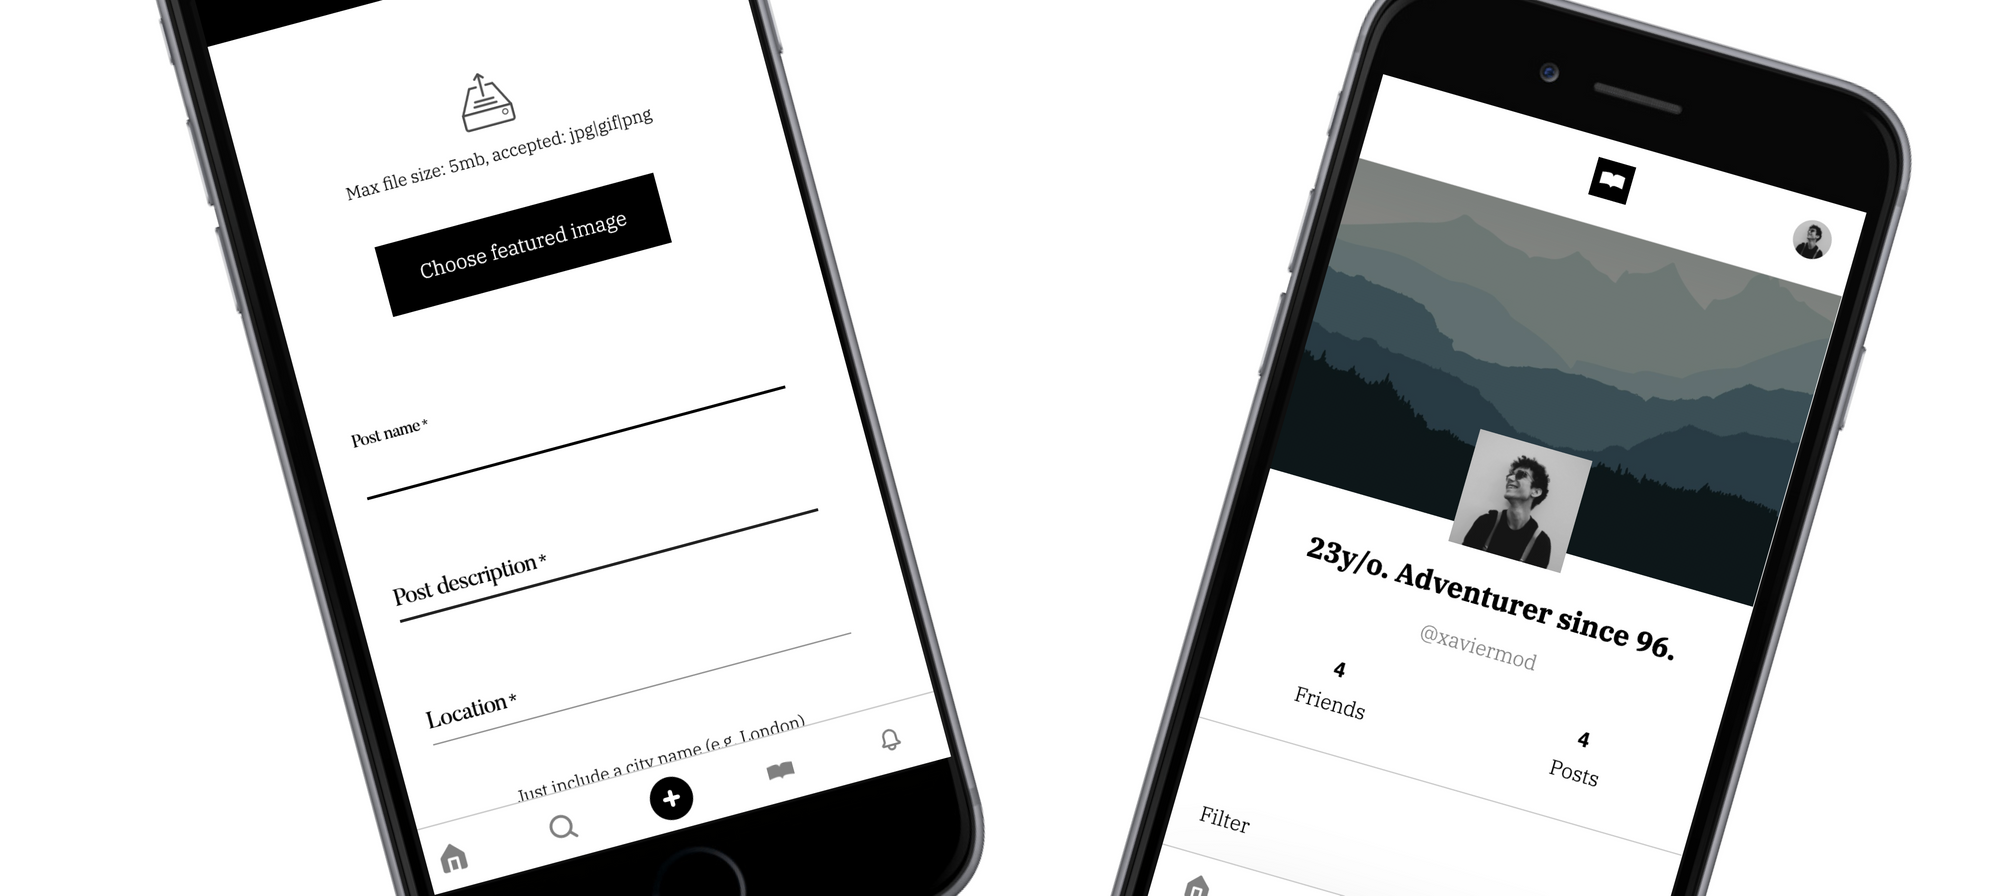 Max file size: 5mb, accepted: jpg|gif|png
Choose featured image
Post name*
Post description*
Location*
Just include a city name (e.g. London)
23y/o. Adventurer since 96.
@xaviermod
4
Friends
4
Posts
Filter